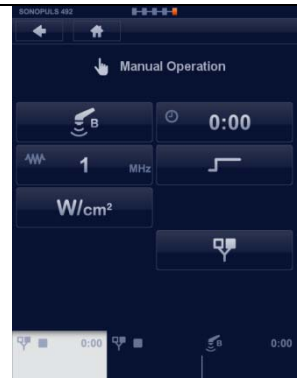 SONOPULS 492
Manual Operation
B
0:00
1 MHz
W/cm²
0:00
B
0:00